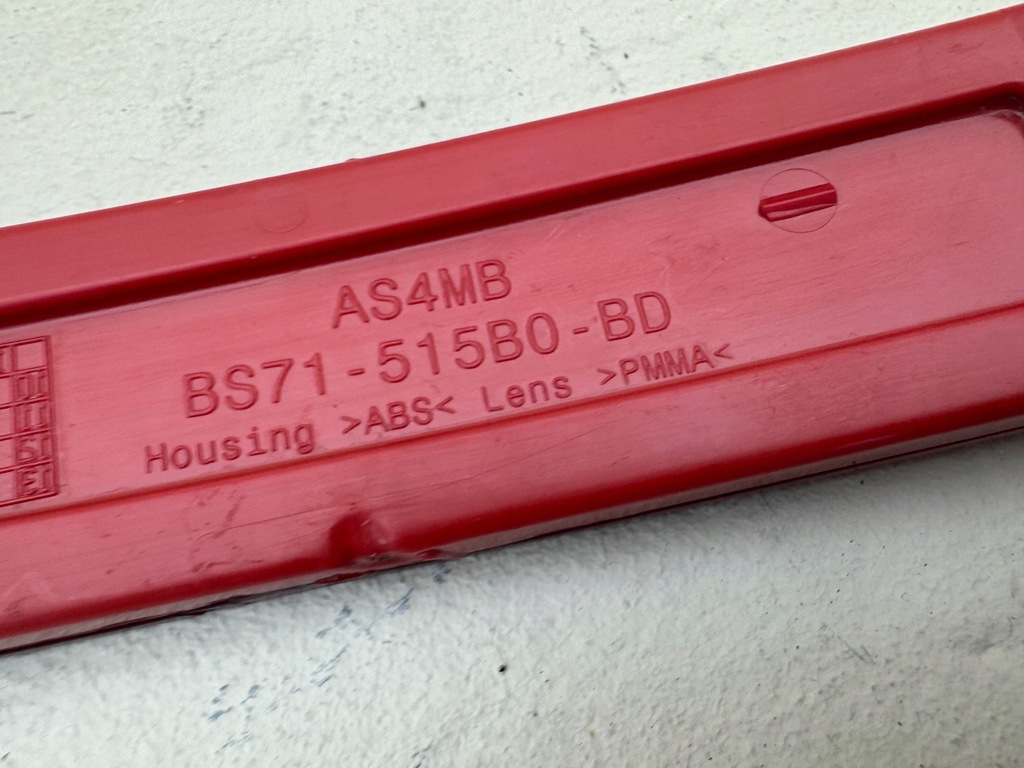 AS4MB
BS71-515B0-BD
Housing >ABS< Lens >PMMA<